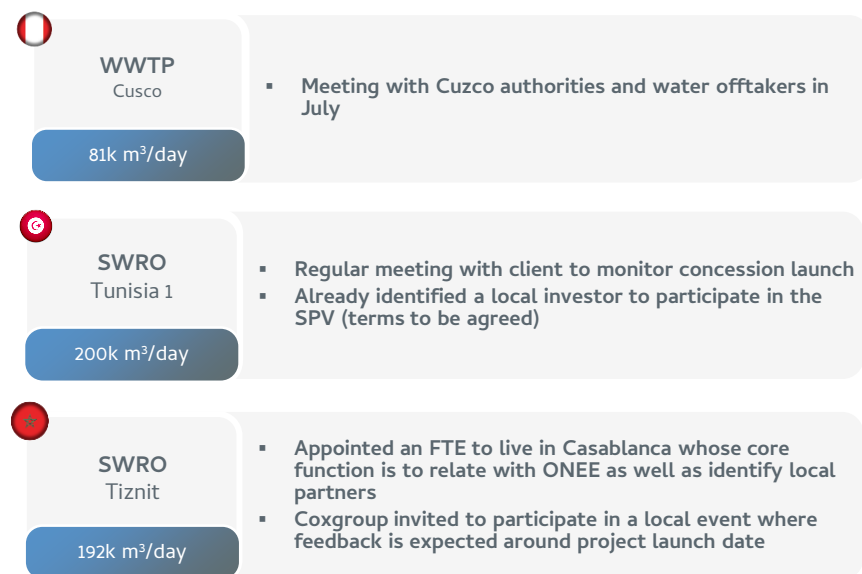 WWTP
Cusco
81k m³/day
▪ Meeting with Cuzco authorities and water offtakers in
July
SWRO
Tunisia 1
200k m³/day
▪ Regular meeting with client to monitor concession launch
▪ Already identified a local investor to participate in the
SPV (terms to be agreed)
SWRO
Tiznit
192k m³/day
▪ Appointed an FTE to live in Casablanca whose core
function is to relate with ONEE as well as identify local
partners
▪ Coxgroup invited to participate in a local event where
feedback is expected around project launch date